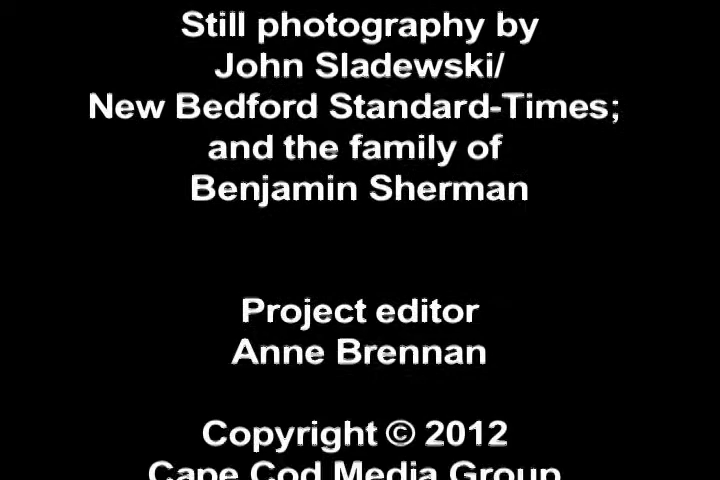 Still photography by
John Sladewski/
New Bedford Standard-Times;
and the family of
Benjamin Sherman
Project editor
Anne Brennan
Copyright © 2012
Cape Cod Media Group